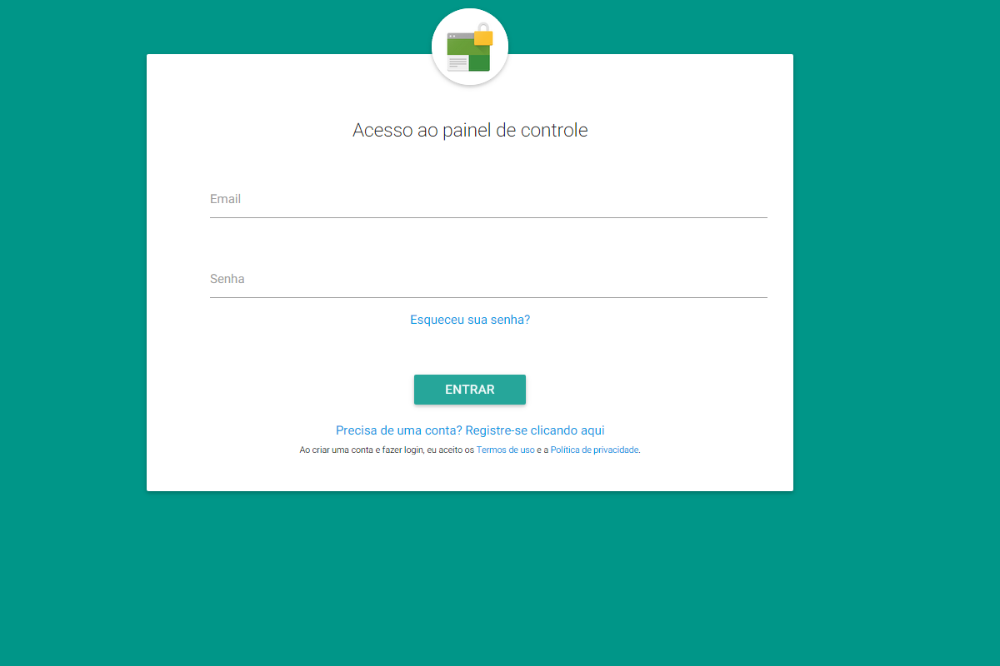 Acesso ao painel de controle
Email
Senha
Esqueceu sua senha?
ENTRAR
Precisa de uma conta? Registre-se clicando aqui
Ao criar uma conta e fazer login, eu aceito os Termos de uso e a Política de privacidade.